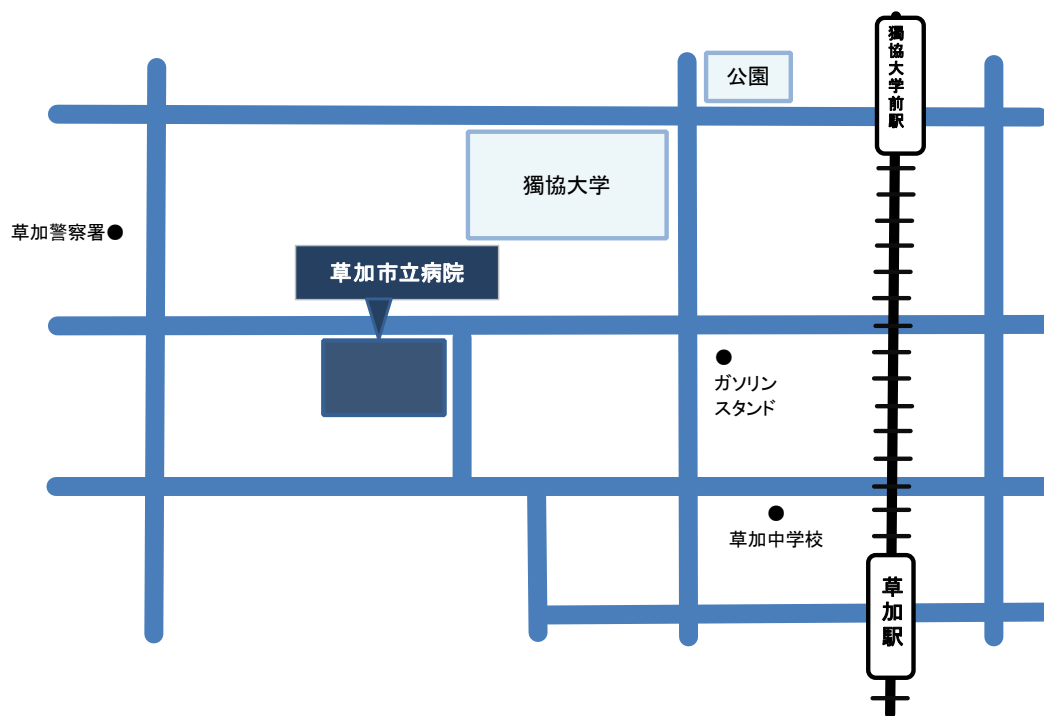 獨協大学前駅
公園
獨協大学
草加警察署
草加市立病院
ガソリン
スタンド
草加中学校
草加駅